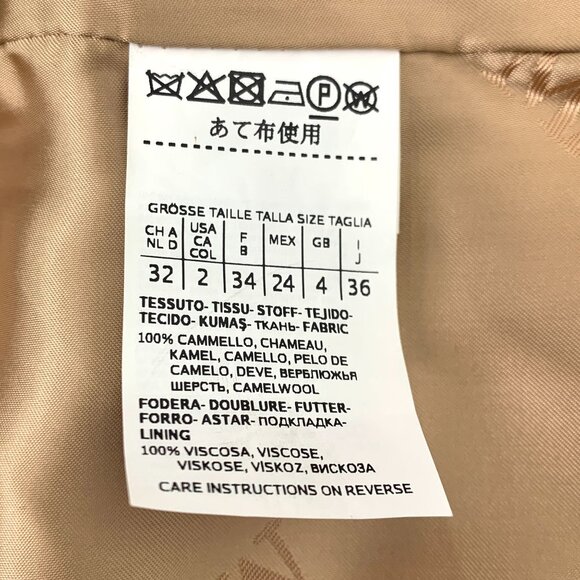 P W
あて布使用
GRÖSSE TAILLE TALLA SIZE TAGLIA
CH A NL D USA CA COL F B MEX GB I J
32 2 34 24 4 36
TESSUTO- TISSU- STOFF- TEJIDO-
TECIDO- KUMAŞ- ТКАНЬ- FABRIC
100% CAMMELLO, CHAMEAU,
KAMEL, CAMELLO, PELO DE
CAMELO, DEVE, ВЕРБЛЮЖЬЯ
ШЕРСТЬ, CAMELWOOL
FODERA- DOUBLURE- FUTTER-
FORRO- ASTAR- ПОДКЛАДКА-
LINING
100% VISCOSA, VISCOSE,
VISKOSE, VİSKOZ, ВИСКОЗА
CARE INSTRUCTIONS ON REVERSE